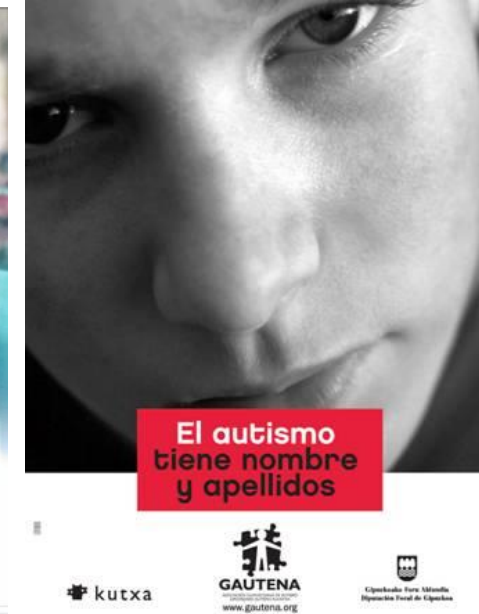 El autismo
tiene nombre
y apellidos
kutxa
GAUTENA
www.gautena.org
Gipuzkoako Foru Aldundia
Diputación Foral de Gipuzkoa